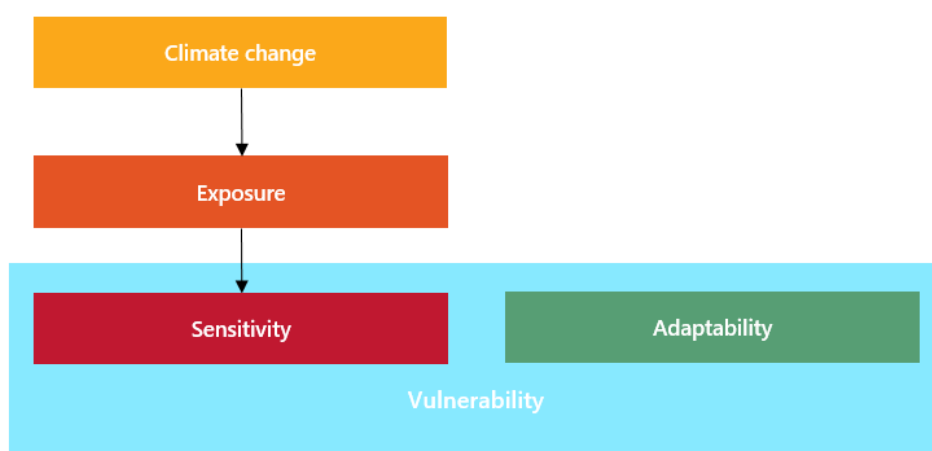 Climate change
Exposure
Sensitivity
Adaptability
Vulnerability